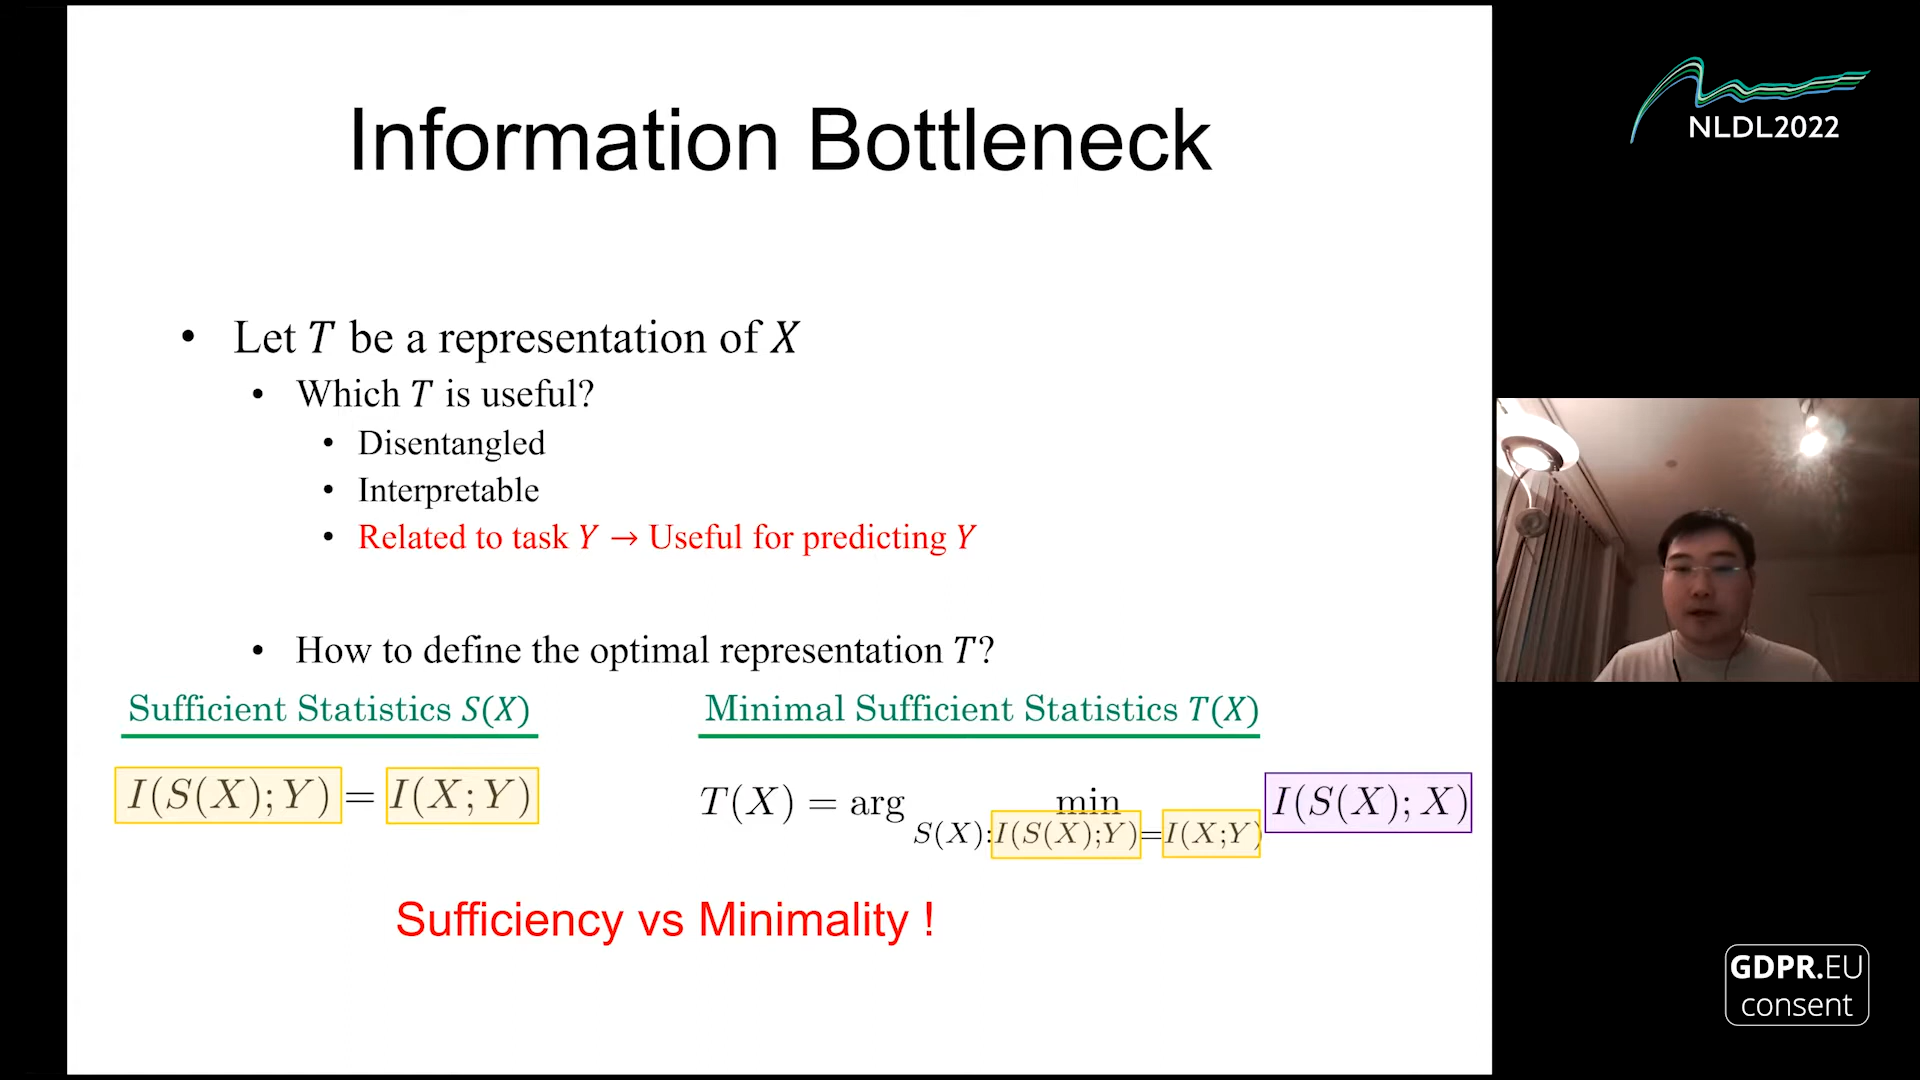 Information Bottleneck
NLDL2022
• Let T be a representation of X
• Which T is useful?
• Disentangled
• Interpretable
• Related to task Y → Useful for predicting Y
• How to define the optimal representation T?
Sufficient Statistics S(X)
I(S(X); Y) = I(X; Y)
Minimal Sufficient Statistics T(X)
T(X) = arg min I(S(X); X)
S(X):I(S(X);Y)=I(X;Y)
Sufficiency vs Minimality !
GDPR.EU
consent